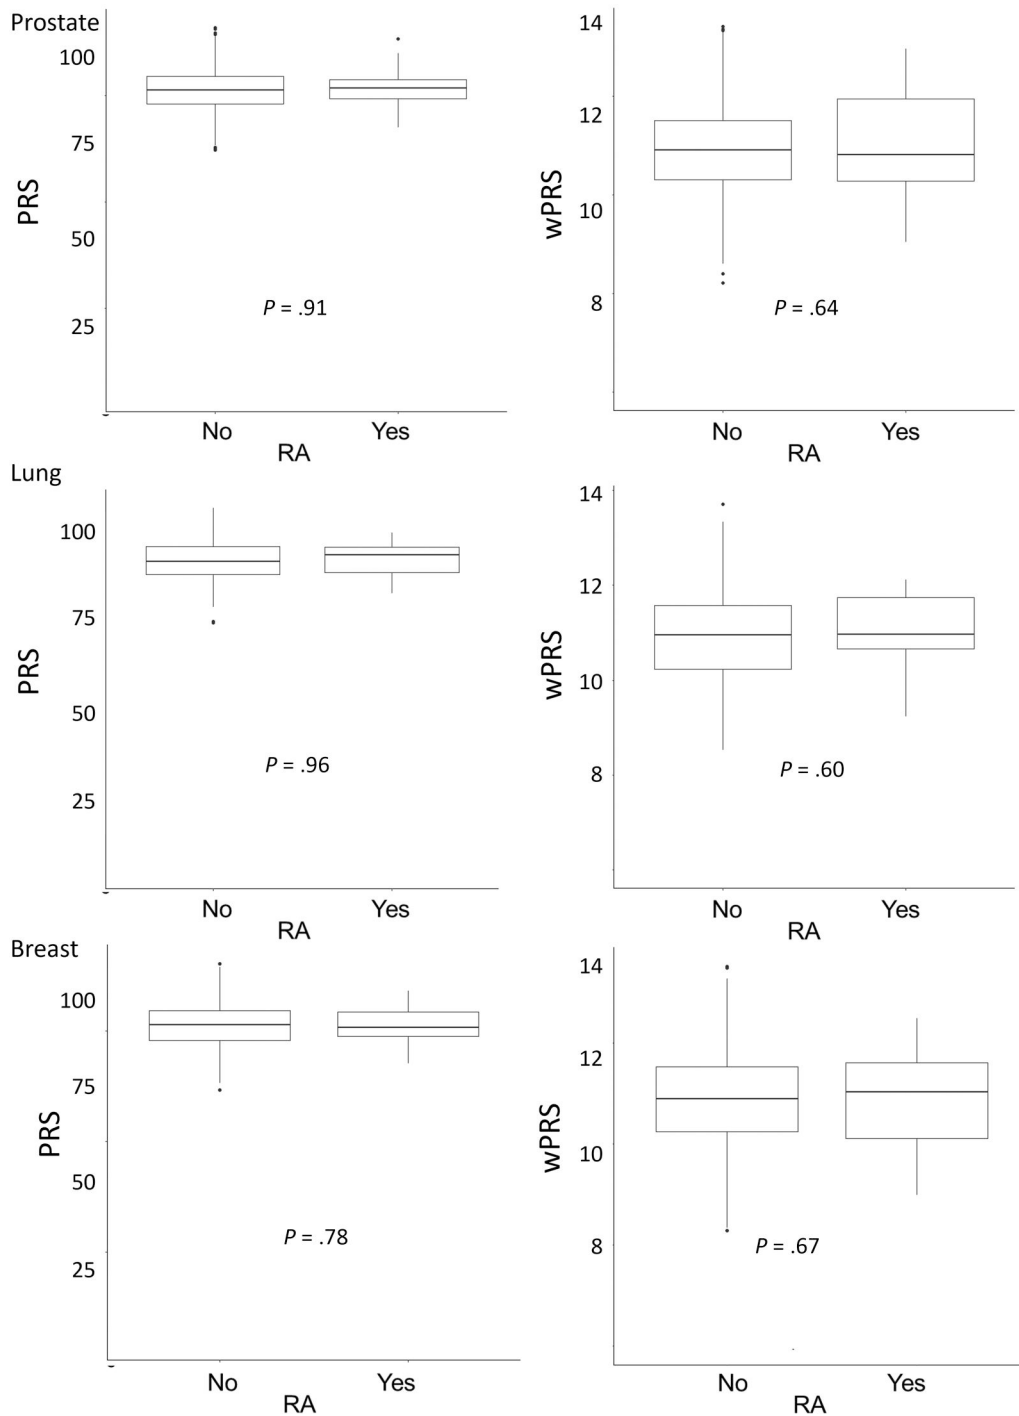 Prostate
100
75
50
25
PRS
P = .91
No Yes
RA
14
12
10
8
wPRS
P = .64
No Yes
RA
Lung
100
75
50
25
PRS
P = .96
No Yes
RA
14
12
10
8
wPRS
P = .60
No Yes
RA
Breast
100
75
50
25
PRS
P = .78
No Yes
RA
14
12
10
8
wPRS
P = .67
No Yes
RA